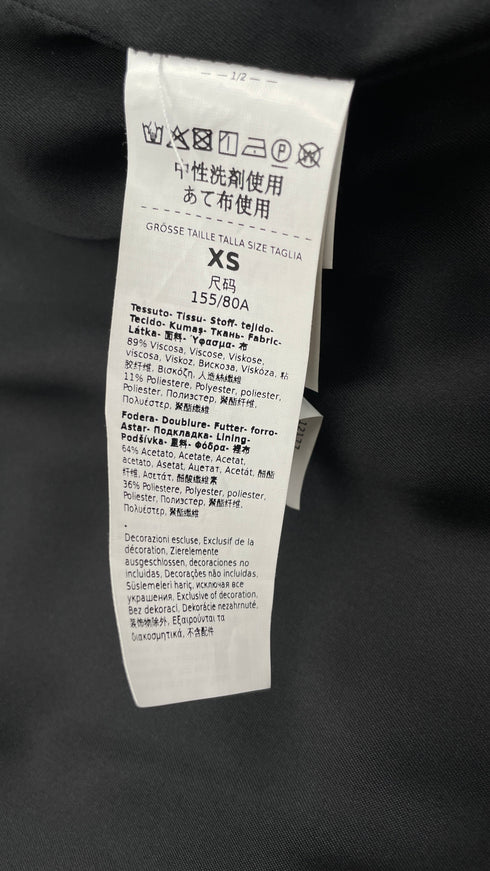 1/2
P W
中性洗剤使用
あて布使用
GRÖSSE TAILLE TALLA SIZE TAGLIA
XS
尺码
155/80A
Tessuto- Tissu- Stoff- tejido-
Tecido- Kumaş- Ткань- Fabric-
Látka- 面料- Ύφασμα- 布
89% Viscosa, Viscose, Viskose,
viscosa, Viskoz, Вискоза, Viskóza, 粘
胶纤维, Βισκόζη, 人造絲纖維
11% Poliestere, Polyester, poliester,
Poliester, Полиэстер, 聚酯纤维,
Πολυέστερ, 聚酯纖維
Fodera- Doublure- Futter- forro-
Astar- Подкладка- Lining-
Podšívka- 里料- Φόδρα- 裡布
64% Acetato, Acetate, Acetat,
acetato, Asetat, Ацетат, Acetát, 醋酯
纤维, Ασετάτ, 醋酸纖維素
36% Poliestere, Polyester, poliester,
Poliester, Полиэстер, 聚酯纤维,
Πολυέστερ, 聚酯纖維
Decorazioni escluse, Exclusif de la
décoration, Zierelemente
ausgeschlossen, decoraciones no
incluidas, Decorações não incluídas,
Süslemeleri hariç, исключая все
украшения, Exclusive of decoration,
Bez dekorací, Dekorácie nezahrnuté,
装饰物除外, Εξαιρούνται τα
διακοσμητικά, 不含配件